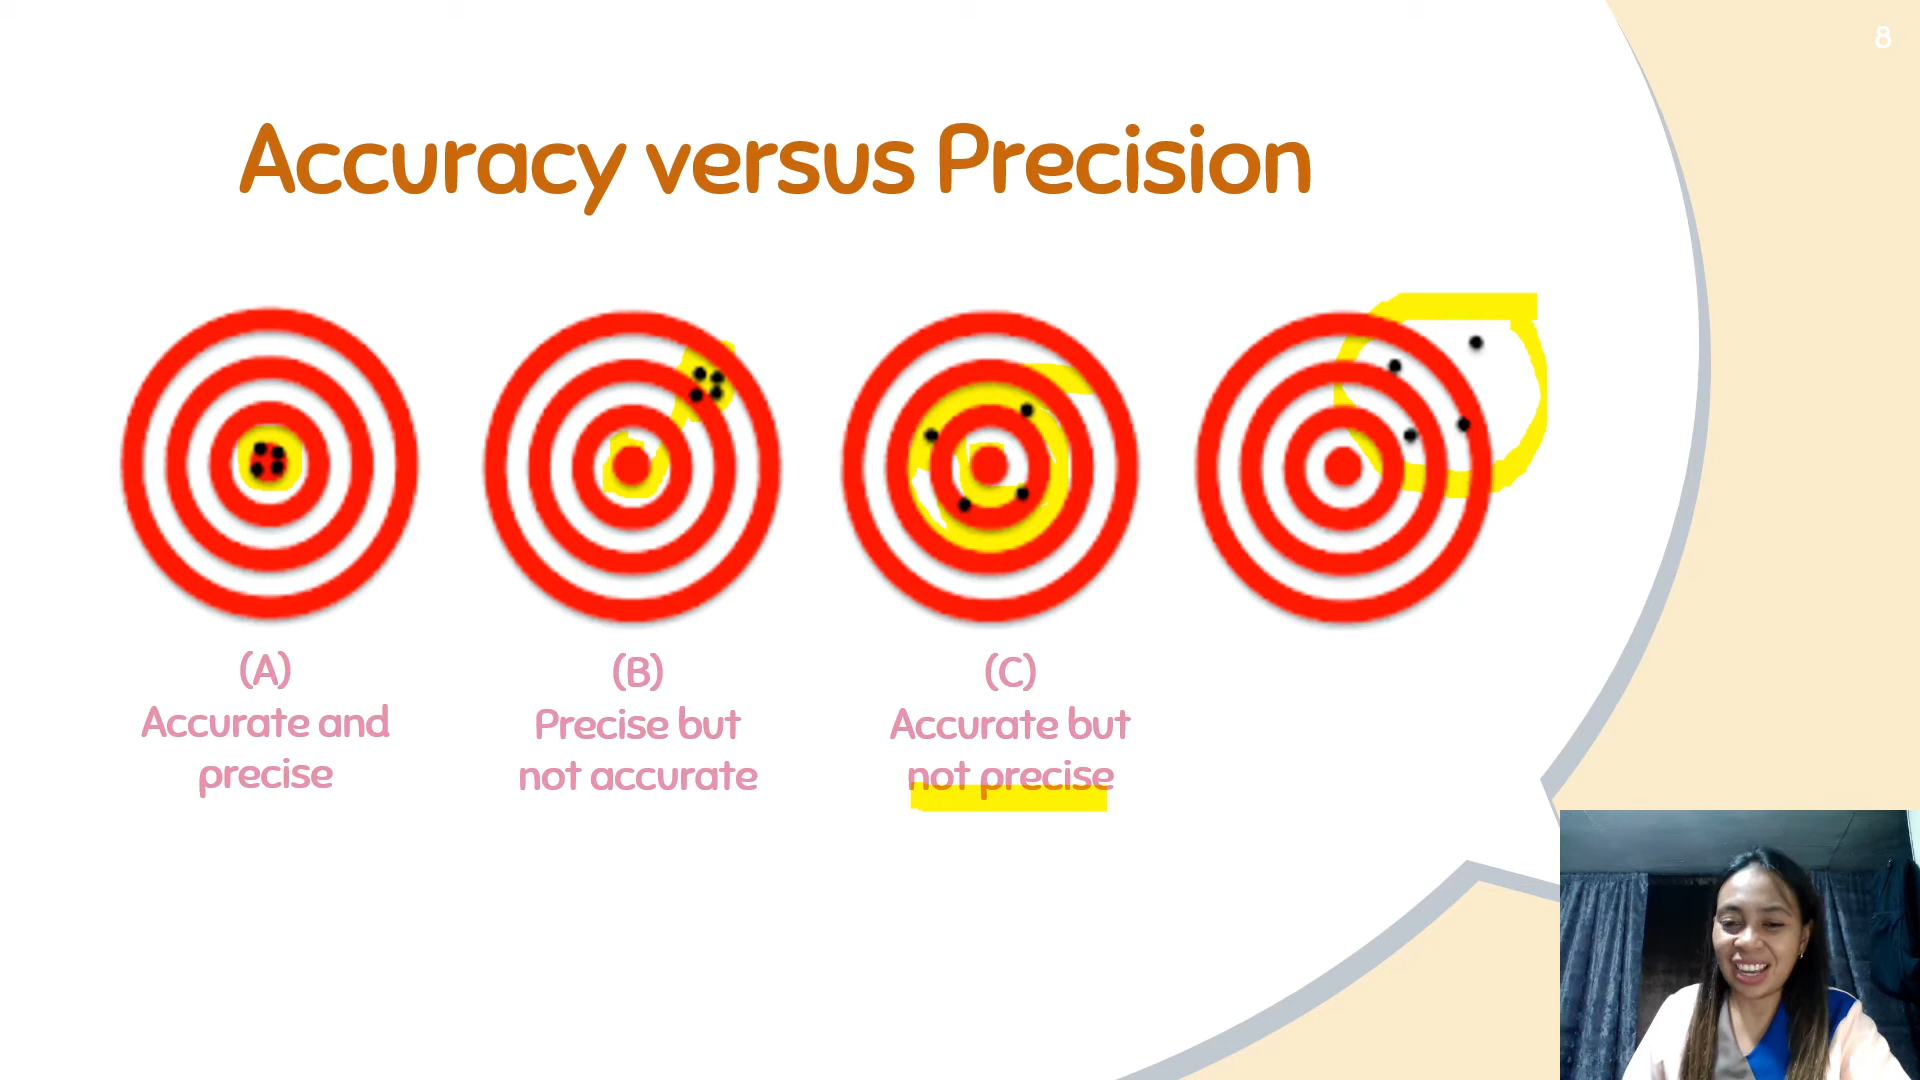 8
Accuracy versus Precision
(A)
Accurate and
precise
(B)
Precise but
not accurate
(C)
Accurate but
not precise